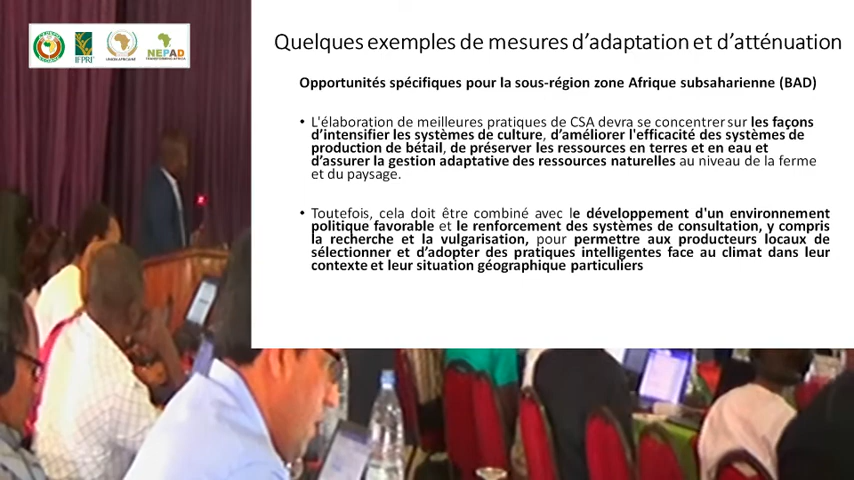 IFPRI
UNION AFRICAINE
NEPAD
TRANSFORMING AFRICA
Quelques exemples de mesures d’adaptation et d’atténuation
Opportunités spécifiques pour la sous-région zone Afrique subsaharienne (BAD)
• L'élaboration de meilleures pratiques de CSA devra se concentrer sur les façons
d’intensifier les systèmes de culture, d’améliorer l'efficacité des systèmes de
production de bétail, de préserver les ressources en terres et en eau et
d’assurer la gestion adaptative des ressources naturelles au niveau de la ferme
et du paysage.
• Toutefois, cela doit être combiné avec le développement d'un environnement
politique favorable et le renforcement des systèmes de consultation, y compris
la recherche et la vulgarisation, pour permettre aux producteurs locaux de
sélectionner et d’adopter des pratiques intelligentes face au climat dans leur
contexte et leur situation géographique particuliers